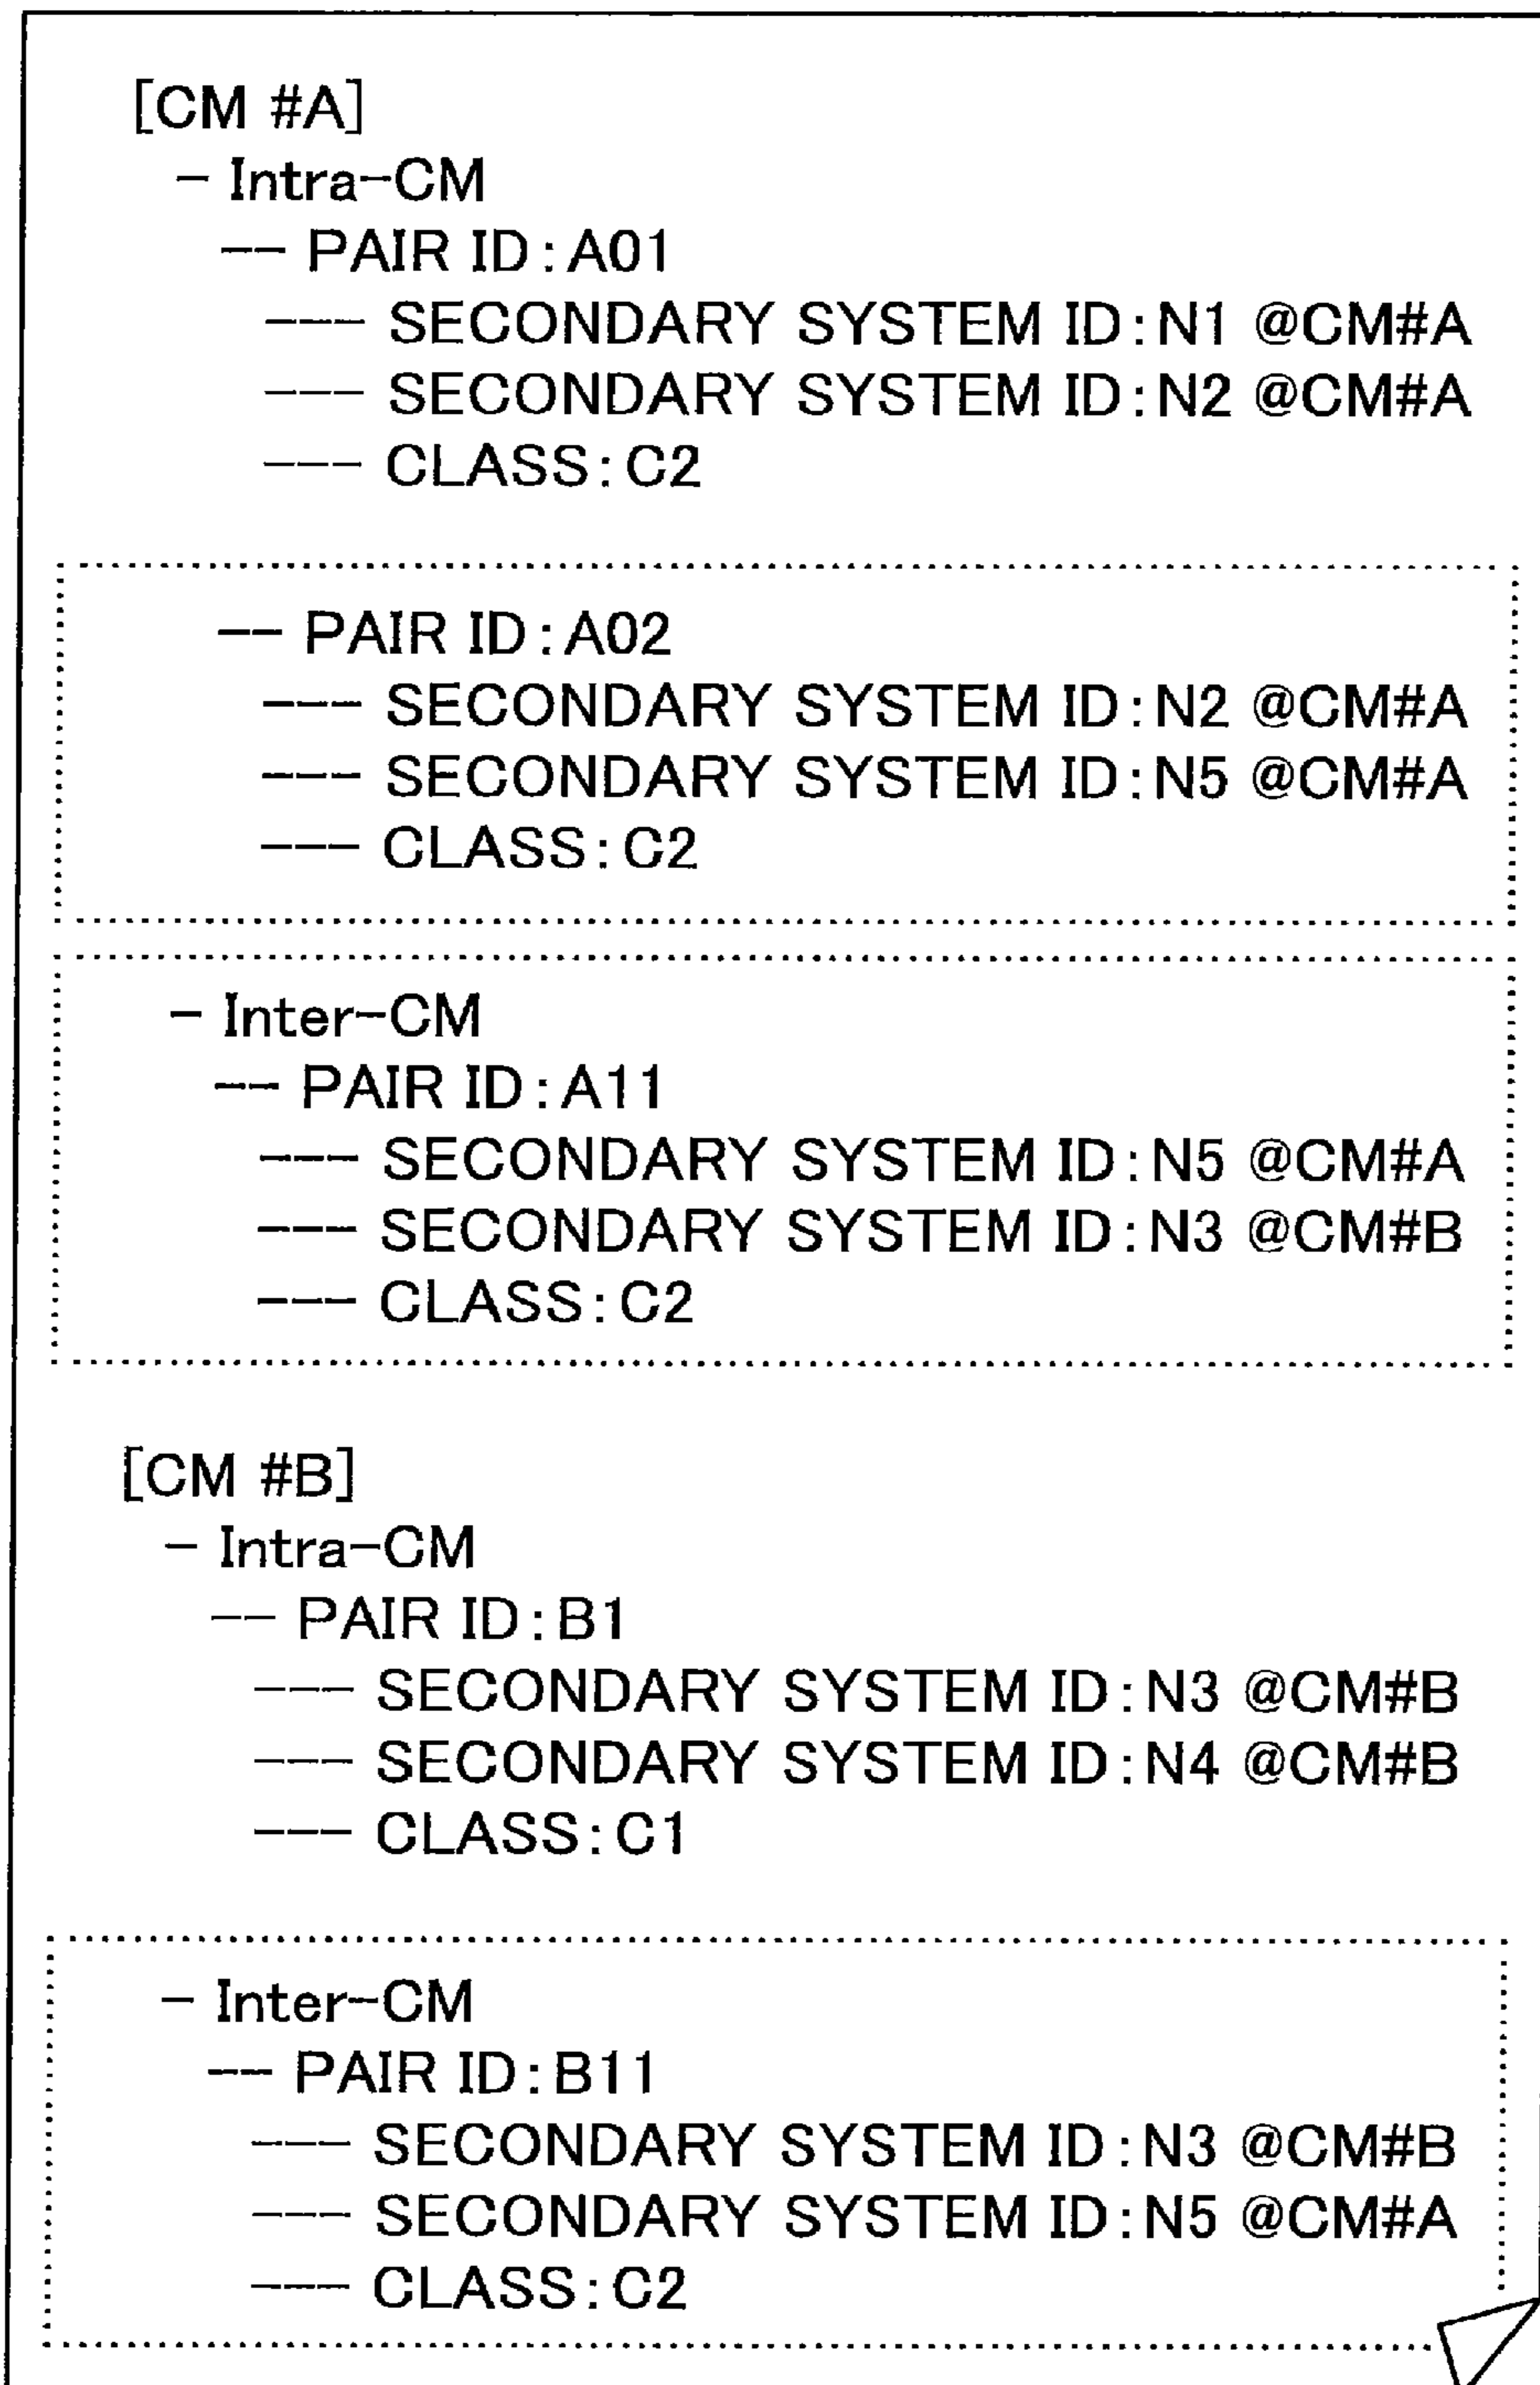 [CM #A]
- Intra-CM
-- PAIR ID:A01
--- SECONDARY SYSTEM ID:N1 @CM#A
--- SECONDARY SYSTEM ID:N2 @CM#A
--- CLASS:C2
-- PAIR ID:A02
--- SECONDARY SYSTEM ID:N2 @CM#A
--- SECONDARY SYSTEM ID:N5 @CM#A
--- CLASS:C2
- Inter-CM
-- PAIR ID:A11
--- SECONDARY SYSTEM ID:N5 @CM#A
--- SECONDARY SYSTEM ID:N3 @CM#B
--- CLASS:C2
[CM #B]
- Intra-CM
-- PAIR ID:B1
--- SECONDARY SYSTEM ID:N3 @CM#B
--- SECONDARY SYSTEM ID:N4 @CM#B
--- CLASS:C1
- Inter-CM
-- PAIR ID:B11
--- SECONDARY SYSTEM ID:N3 @CM#B
--- SECONDARY SYSTEM ID:N5 @CM#A
--- CLASS:C2